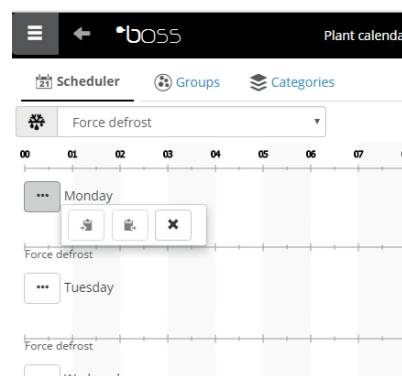 boss
Plant calenda
21 Scheduler Groups Categories
Force defrost
00 01 02 03 04 05 06 07
Monday
Force defrost
Tuesday
Force defrost